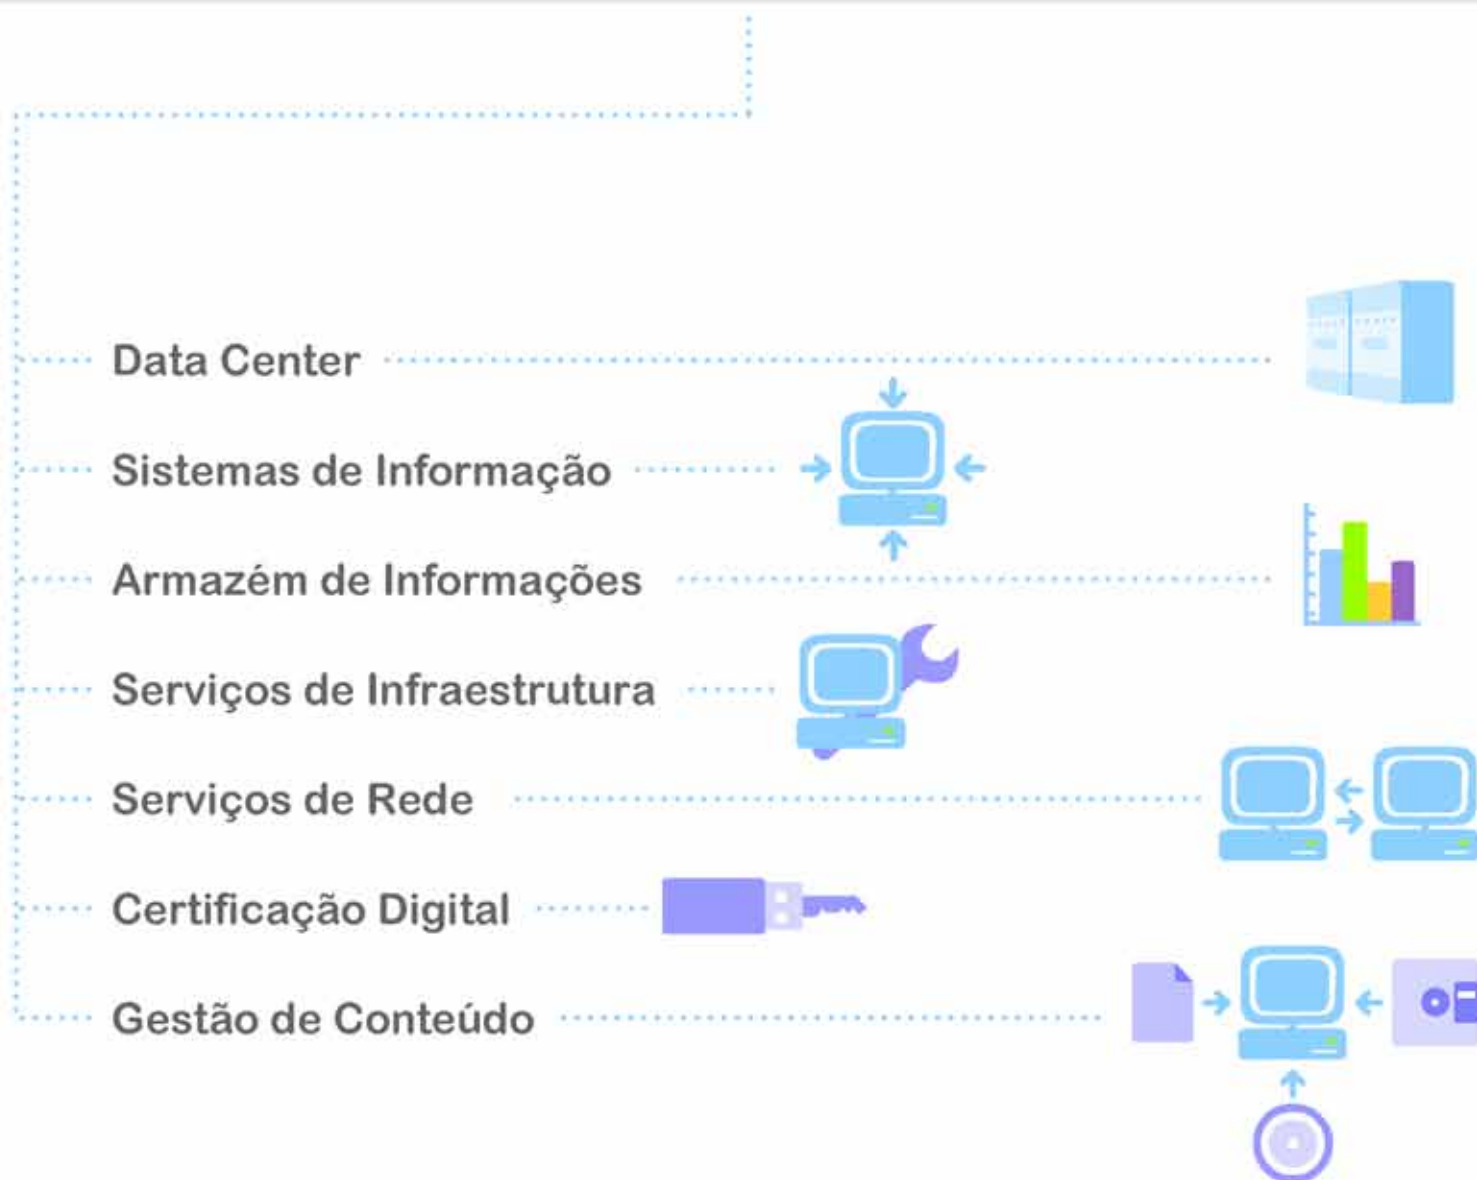 Data Center
Sistemas de Informação
Armazém de Informações
Serviços de Infraestrutura
Serviços de Rede
Certificação Digital
Gestão de Conteúdo